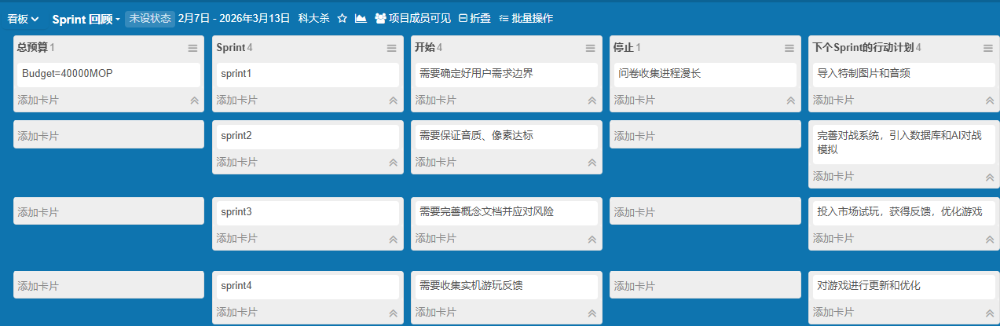 看板 Sprint 回顾 未设状态 2月7日 - 2026年3月13日 科大杀 项目成员可见 折叠 批量操作
总预算 1 Sprint 4 开始 4 停止 1 下个Sprint的行动计划 4
Budget=40000MOP sprint1 需要确定好用户需求边界 问卷收集进程漫长 导入特制图片和音频
添加卡片 添加卡片 添加卡片 添加卡片 添加卡片
添加卡片 sprint2 需要保证音质、像素达标 添加卡片 完善对战系统，引入数据库和AI对战
模拟
添加卡片 添加卡片 添加卡片
添加卡片 sprint3 需要完善概念文档并应对风险 添加卡片 投入市场试玩，获得反馈，优化游戏
添加卡片 添加卡片 添加卡片
添加卡片 sprint4 需要收集实机游玩反馈 添加卡片 对游戏进行更新和优化
添加卡片 添加卡片 添加卡片